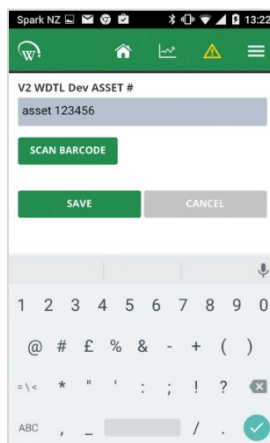 Spark NZ 13:22
W
V2 WDTL Dev ASSET #
asset 123456
SCAN BARCODE
SAVE CANCEL
1 2 3 4 5 6 7 8 9 0
@ # £ % & - + ( )
= \ < * " ' : ; ! ?
ABC , _ / .